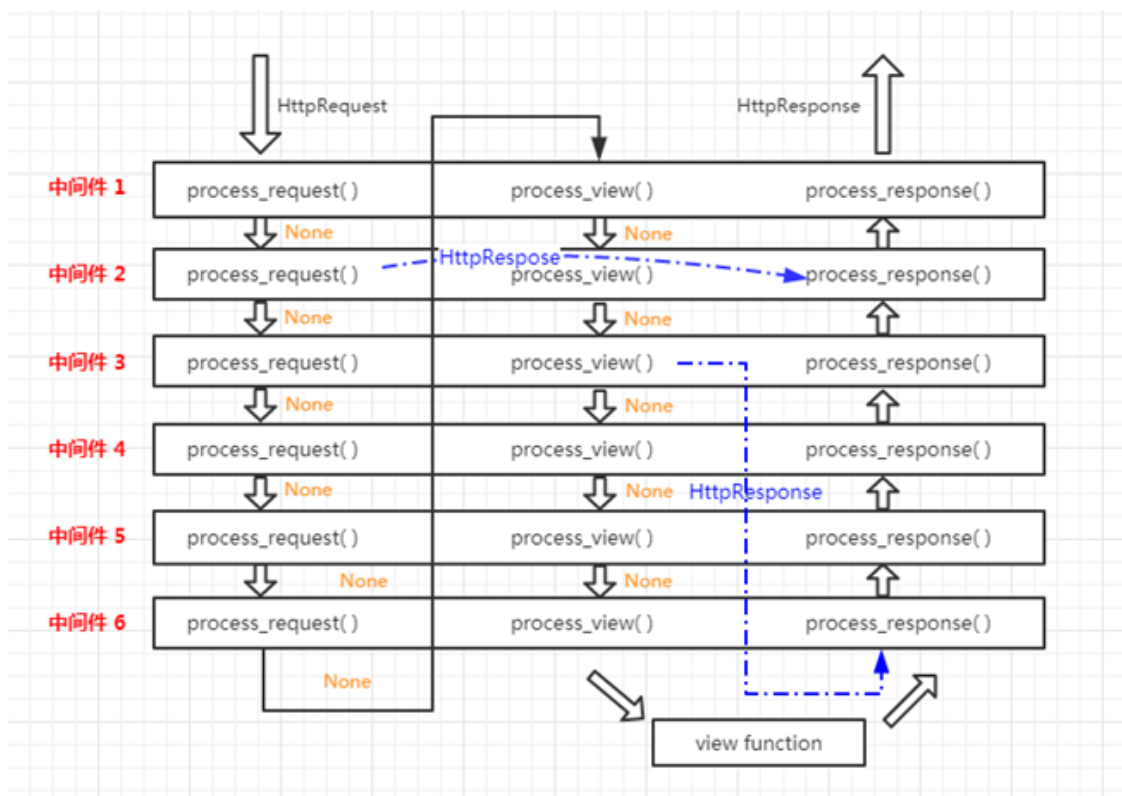 HttpRequest
HttpResponse
中间件 1
process_request( )
process_view( )
process_response( )
None
None
HttpRespose
中间件 2
process_request( )
process_view( )
process_response( )
None
None
中间件 3
process_request( )
process_view( )
process_response( )
None
None
中间件 4
process_request( )
process_view( )
process_response( )
None
None
HttpResponse
中间件 5
process_request( )
process_view( )
process_response( )
None
None
中间件 6
process_request( )
process_view( )
process_response( )
None
view function